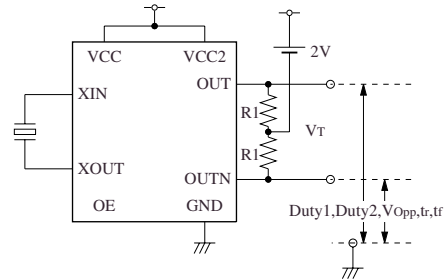 VCC VCC2
2V
XIN
OUT
R1
VT
R1
XOUT
OUTN
OE
GND
Duty1,Duty2,VOpp,tr,tf